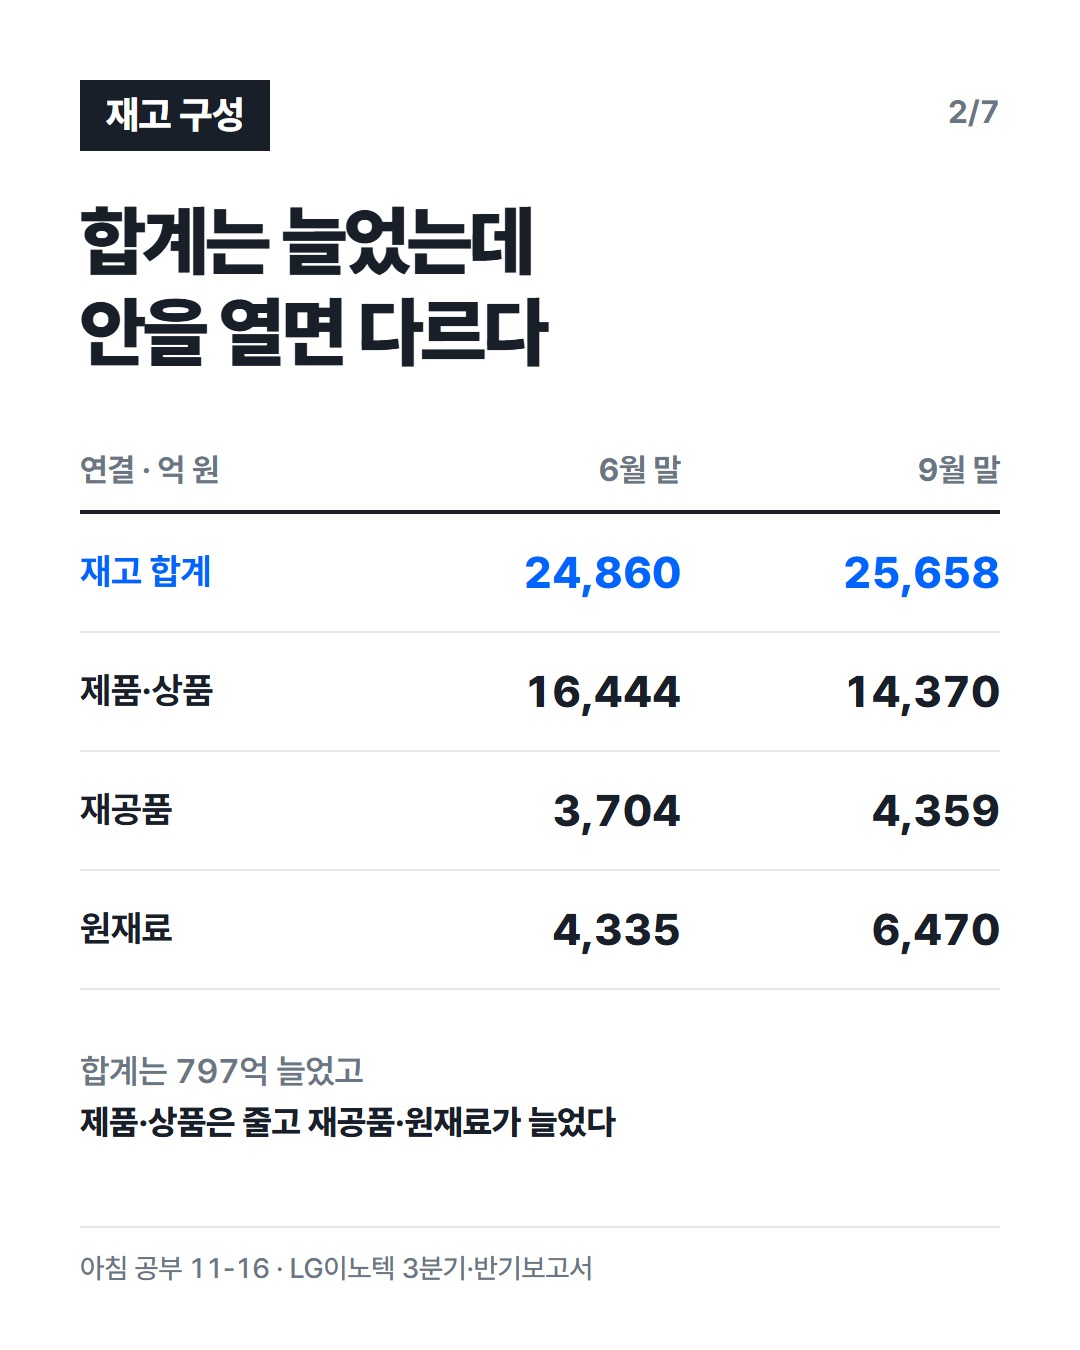 재고 구성
2/7
합계는 늘었는데
안을 열면 다르다
연결 · 억 원 6월 말 9월 말
재고 합계 24,860 25,658
제품·상품 16,444 14,370
재공품 3,704 4,359
원재료 4,335 6,470
합계는 797억 늘었고
제품·상품은 줄고 재공품·원재료가 늘었다
아침 공부 11-16 · LG이노텍 3분기·반기보고서